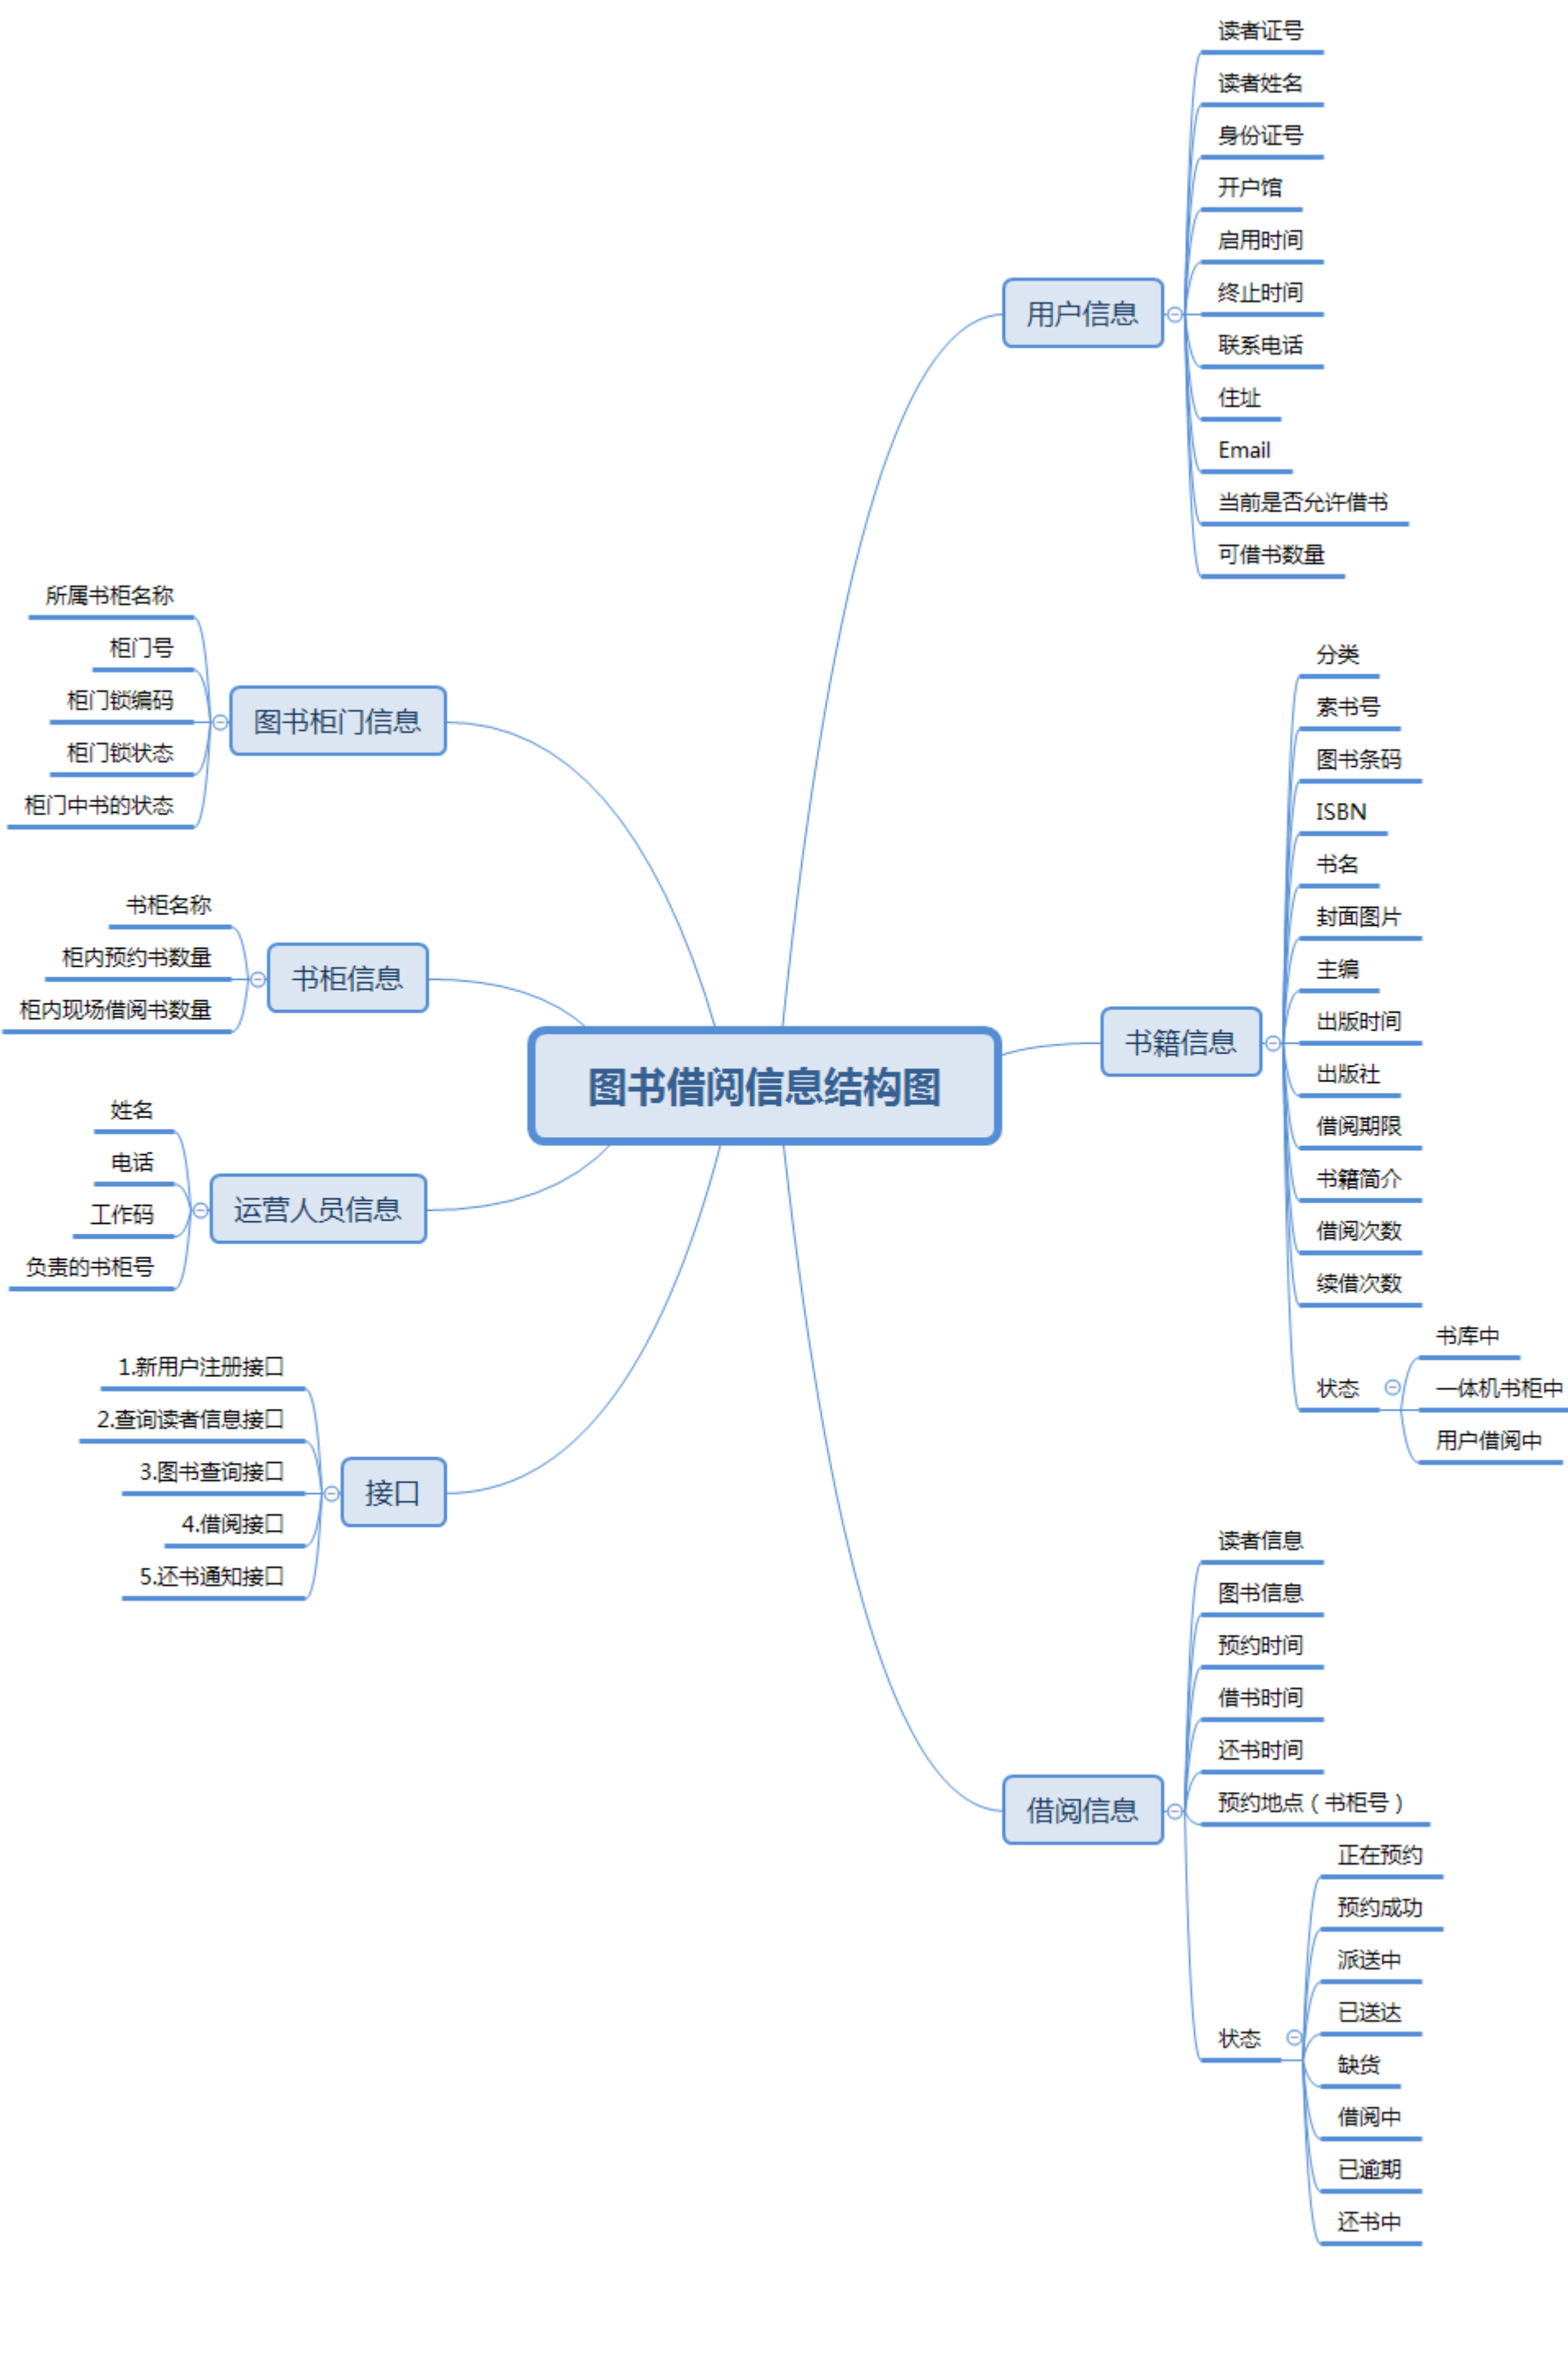 图书借阅信息结构图
用户信息
读者证号
读者姓名
身份证号
开户馆
启用时间
终止时间
联系电话
住址
Email
当前是否允许借书
可借书数量
书籍信息
分类
素书号
图书条码
ISBN
书名
封面图片
主编
出版时间
出版社
借阅期限
书籍简介
借阅次数
续借次数
状态
书库中
一体机书柜中
用户借阅中
借阅信息
读者信息
图书信息
预约时间
借书时间
还书时间
预约地点（书柜号）
状态
正在预约
预约成功
派送中
已送达
缺货
借阅中
已逾期
还书中
图书柜门信息
所属书柜名称
柜门号
柜门锁编码
柜门锁状态
柜门中书的状态
书柜信息
书柜名称
柜内预约书数量
柜内现场借阅书数量
运营人员信息
姓名
电话
工作码
负责的书柜号
接口
1.新用户注册接口
2.查询读者信息接口
3.图书查询接口
4.借阅接口
5.还书通知接口